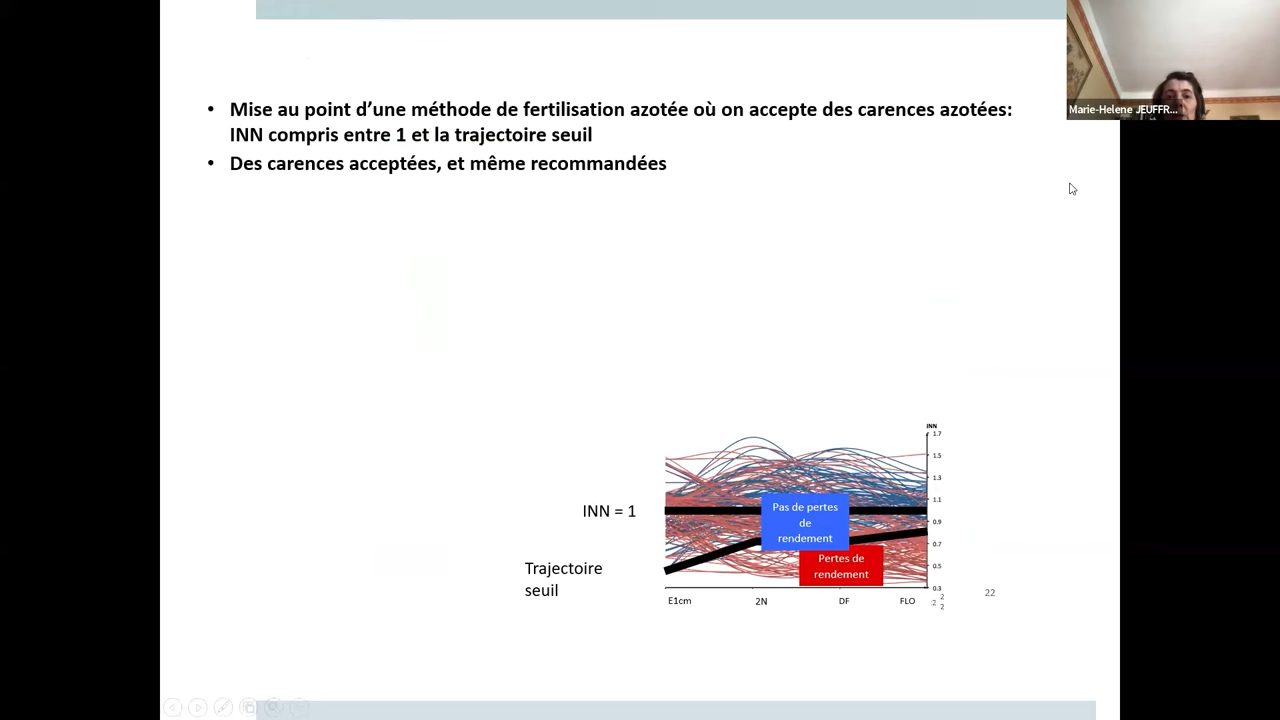 • Mise au point d’une méthode de fertilisation azotée où on accepte des carences azotées:
INN compris entre 1 et la trajectoire seuil
• Des carences acceptées, et même recommandées
Marie-Helene JEUFFR...
INN
1.7
1.5
1.3
1.1
0.9
0.7
0.5
0.3
INN = 1
Trajectoire
seuil
Pas de pertes
de
rendement
Pertes de
rendement
E1cm 2N DF FLO
22